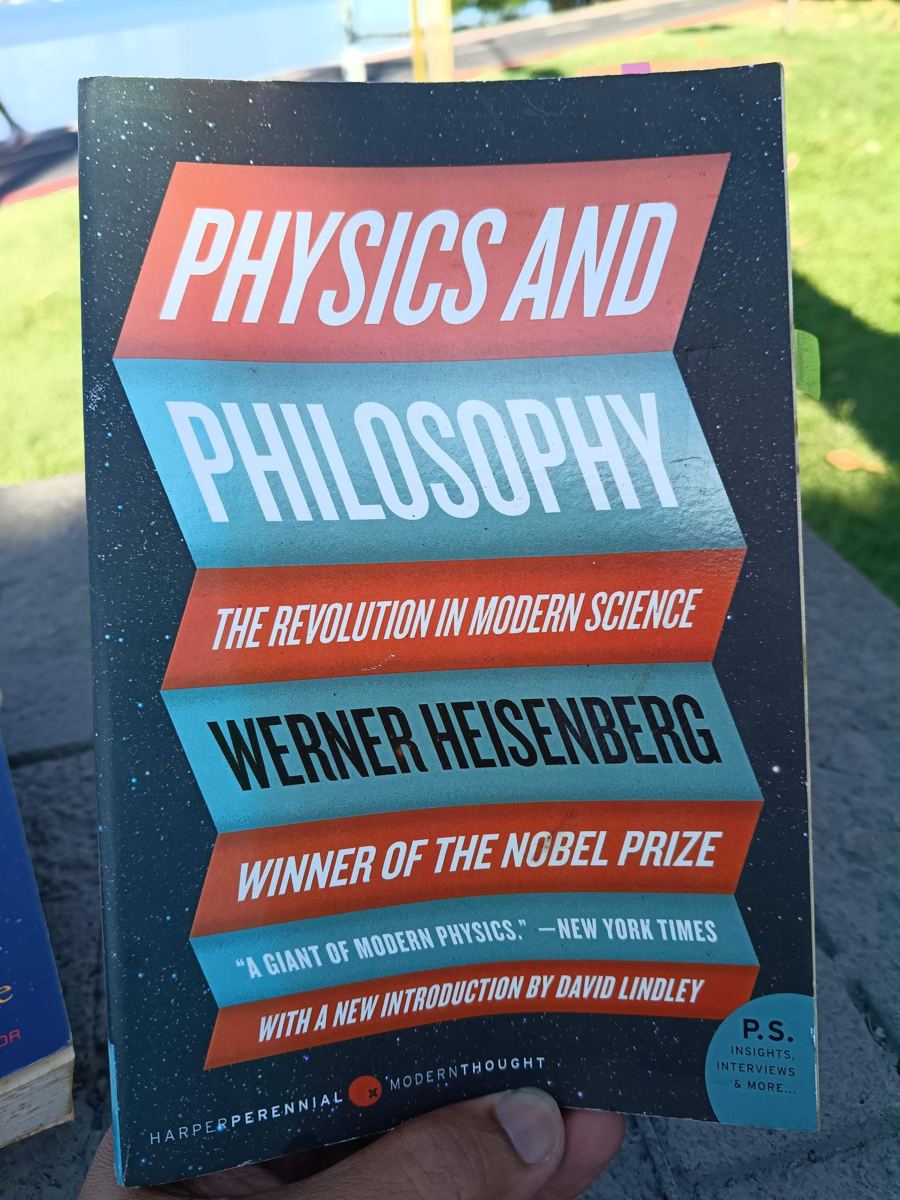 PHYSICS AND
PHILOSOPHY
THE REVOLUTION IN MODERN SCIENCE
WERNER HEISENBERG
WINNER OF THE NOBEL PRIZE
"A GIANT OF MODERN PHYSICS." —NEW YORK TIMES
WITH A NEW INTRODUCTION BY DAVID LINDLEY
P.S.
INSIGHTS,
INTERVIEWS
& MORE...
HARPERPERENNIAL MODERNTHOUGHT
e
OR